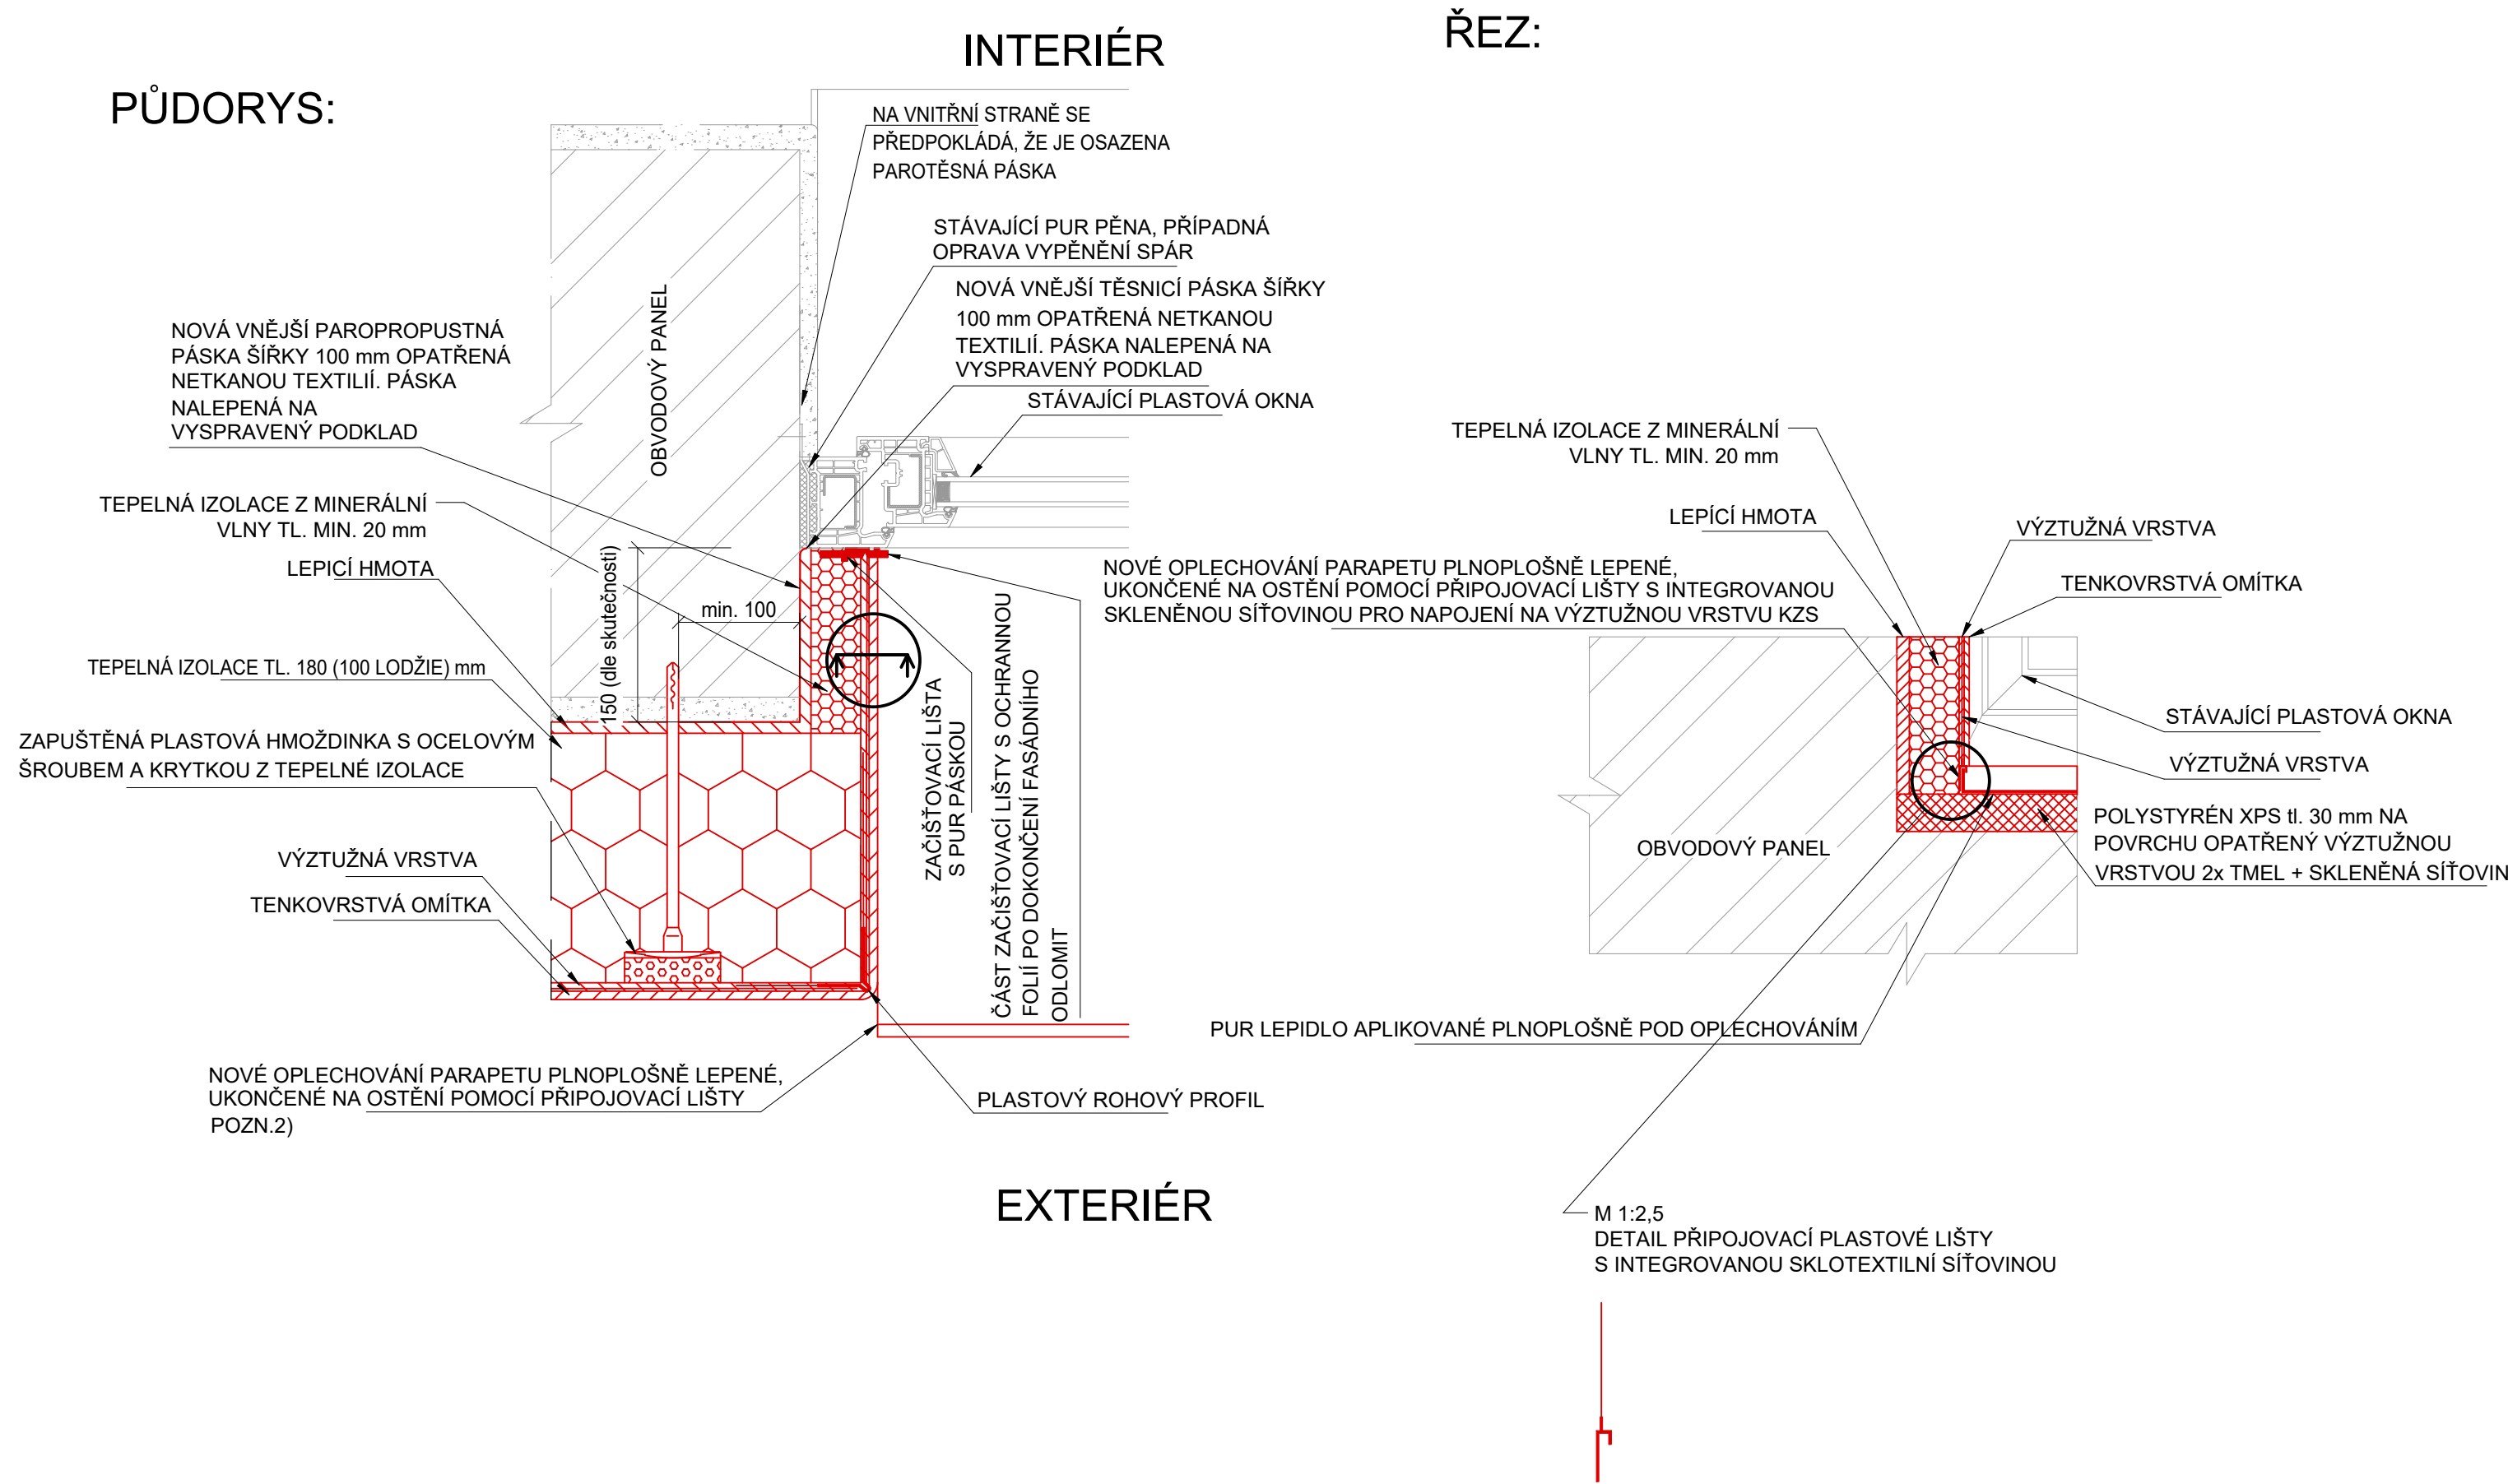 INTERIÉR
ŘEZ:
PŮDORYS:
NA VNITŘNÍ STRANĚ SE
PŘEDPOKLÁDÁ, ŽE JE OSAZENA
PAROTĚSNÁ PÁSKA
STÁVAJÍCÍ PUR PĚNA, PŘÍPADNÁ
OPRAVA VYPĚNĚNÍ SPÁR
NOVÁ VNĚJŠÍ TĚSNICÍ PÁSKA ŠÍŘKY
100 mm OPATŘENÁ NETKANOU
TEXTILIÍ. PÁSKA NALEPENÁ NA
VYSPRAVENÝ PODKLAD
STÁVAJÍCÍ PLASTOVÁ OKNA
OBVODOVÝ PANEL
NOVÁ VNĚJŠÍ PAROPROPUSTNÁ
PÁSKA ŠÍŘKY 100 mm OPATŘENÁ
NETKANOU TEXTILIÍ. PÁSKA
NALEPENÁ NA
VYSPRAVENÝ PODKLAD
TEPELNÁ IZOLACE Z MINERÁLNÍ
VLNY TL. MIN. 20 mm
LEPICÍ HMOTA
150 (dle skutečnosti)
min. 100
TEPELNÁ IZOLACE TL. 180 (100 LODŽIE) mm
ZAPUŠTĚNÁ PLASTOVÁ HMOŽDINKA S OCELOVÝM
ŠROUBEM A KRYTKOU Z TEPELNÉ IZOLACE
VÝZTUŽNÁ VRSTVA
TENKOVRSTVÁ OMÍTKA
ZAČIŠŤOVACÍ LIŠTA
S PUR PÁSKOU
ČÁST ZAČIŠŤOVACÍ LIŠTY S OCHRANNOU
FOLIÍ PO DOKONČENÍ FASÁDNÍHO
ODLOMIT
NOVÉ OPLECHOVÁNÍ PARAPETU PLNOPLOŠNĚ LEPENÉ,
UKONČENÉ NA OSTĚNÍ POMOCÍ PŘIPOJOVACÍ LIŠTY
POZN.2)
PLASTOVÝ ROHOVÝ PROFIL
EXTERIÉR
TEPELNÁ IZOLACE Z MINERÁLNÍ
VLNY TL. MIN. 20 mm
LEPÍCÍ HMOTA
VÝZTUŽNÁ VRSTVA
TENKOVRSTVÁ OMÍTKA
NOVÉ OPLECHOVÁNÍ PARAPETU PLNOPLOŠNĚ LEPENÉ,
UKONČENÉ NA OSTĚNÍ POMOCÍ PŘIPOJOVACÍ LIŠTY S INTEGROVANOU
SKLENĚNOU SÍŤOVINOU PRO NAPOJENÍ NA VÝZTUŽNOU VRSTVU KZS
STÁVAJÍCÍ PLASTOVÁ OKNA
VÝZTUŽNÁ VRSTVA
POLYSTYRÉN XPS tl. 30 mm NA
POVRCHU OPATŘENÝ VÝZTUŽNOU
VRSTVOU 2x TMEL + SKLENĚNÁ SÍŤOVIN
OBVODOVÝ PANEL
PUR LEPIDLO APLIKOVANÉ PLNOPLOŠNĚ POD OPLECHOVÁNÍM
M 1:2,5
DETAIL PŘIPOJOVACÍ PLASTOVÉ LIŠTY
S INTEGROVANOU SKLOTEXTILNÍ SÍŤOVINOU